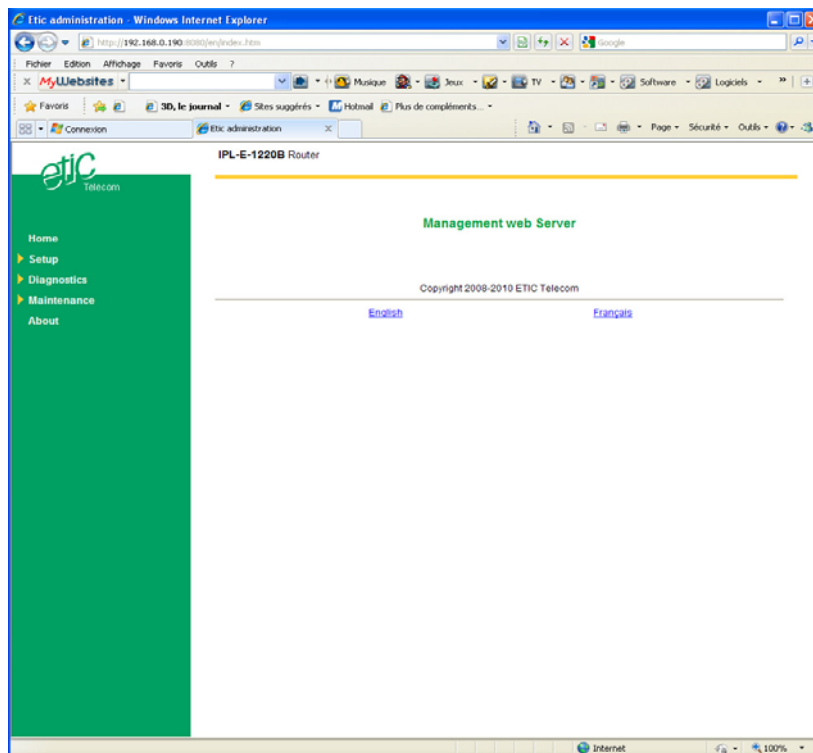 Etic administration - Windows Internet Explorer
http://192.168.0.190:8080/en/index.htm
Google
Fichier Edition Affichage Favoris Outils ?
MyWebsites Musique Jeux TV Software Logiciels »
Favoris 3D, le journal Sites suggérés Hotmail Plus de compléments...
Connexion Etic administration Page Sécurité Outils
etic
Telecom
IPL-E-1220B Router
Management web Server
Home
Setup
Diagnostics
Maintenance
About
Copyright 2008-2010 ETIC Telecom
English Français
Internet 100%